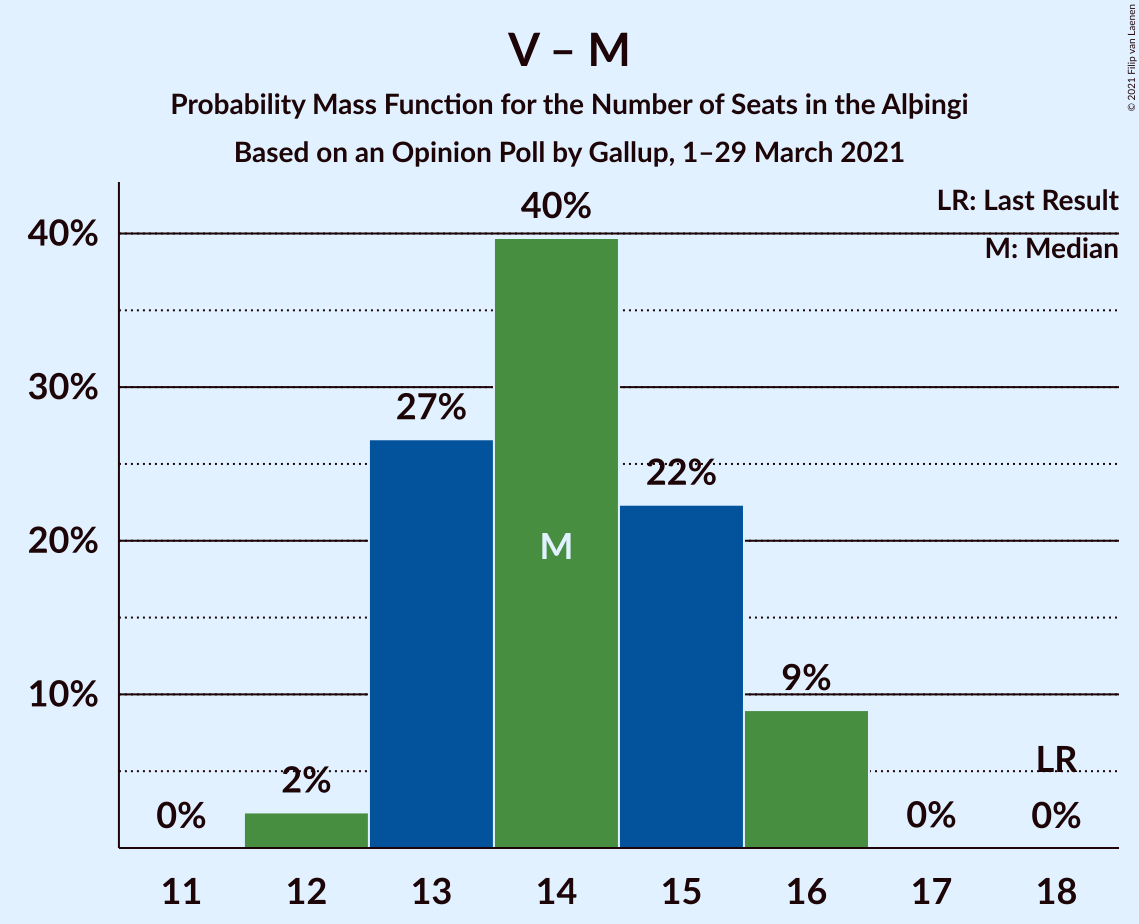 V – M
Probability Mass Function for the Number of Seats in the Alþingi
Based on an Opinion Poll by Gallup, 1–29 March 2021
© 2021 Filip van Laenen
LR: Last Result
M: Median
40%
30%
20%
10%
0%
2%
27%
40%
M
22%
9%
0%
LR
0%
11 12 13 14 15 16 17 18